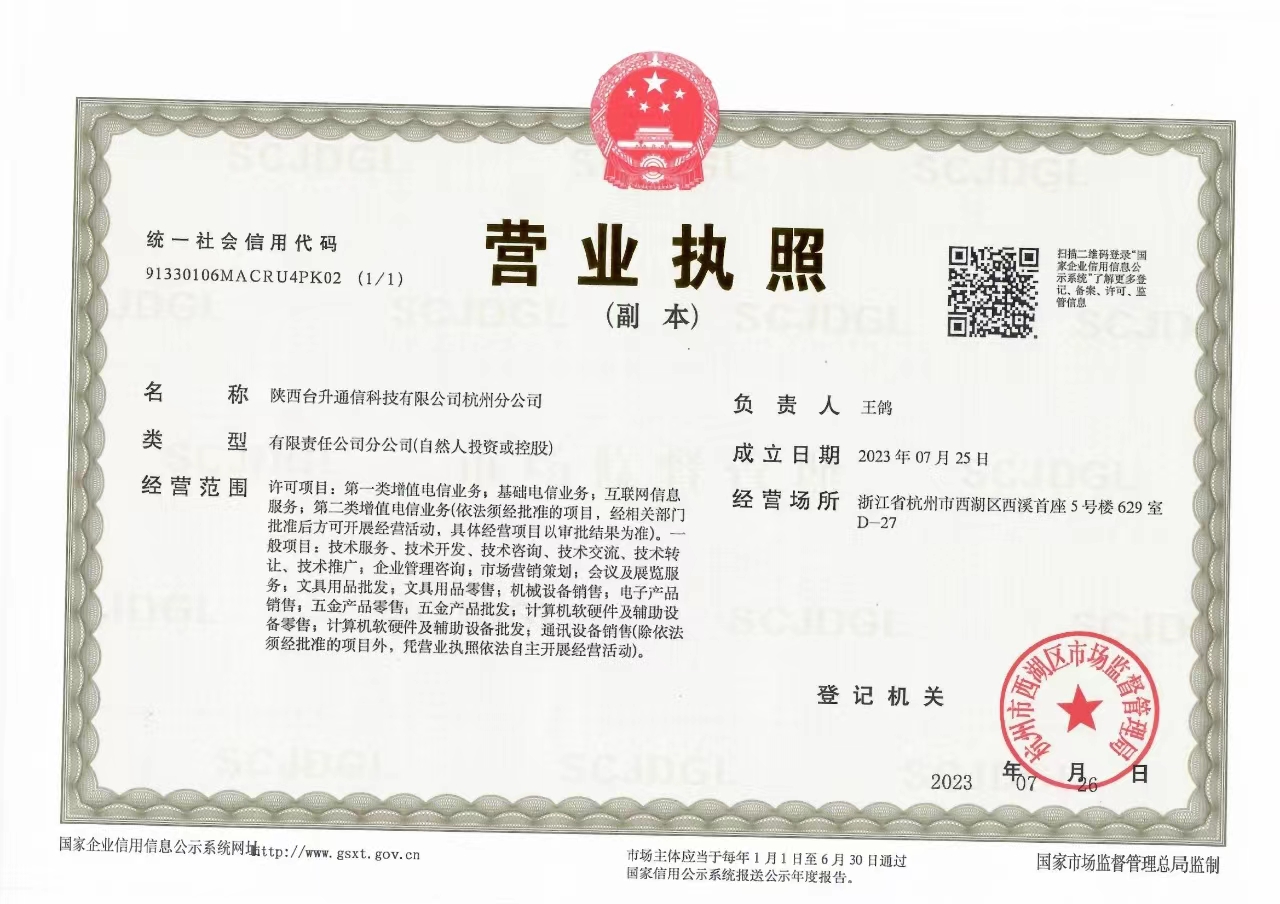 统一社会信用代码
91330106MACRU4PK02 (1/1)
营业执照
(副 本)
扫描二维码登录“国
家企业信用信息公
示系统”了解更多登
记、备案、许可、监
管信息
名 称 陕西台升通信科技有限公司杭州分公司
类 型 有限责任公司分公司(自然人投资或控股)
经营范围 许可项目：第一类增值电信业务；基础电信业务；互联网信息
服务；第二类增值电信业务(依法须经批准的项目，经相关部门
批准后方可开展经营活动，具体经营项目以审批结果为准)。一
般项目：技术服务、技术开发、技术咨询、技术交流、技术转
让、技术推广；企业管理咨询；市场营销策划；会议及展览服
务；文具用品批发；文具用品零售；机械设备销售；电子产品
销售；五金产品零售；五金产品批发；计算机软硬件及辅助设
备零售；计算机软硬件及辅助设备批发；通讯设备销售(除依法
须经批准的项目外，凭营业执照依法自主开展经营活动)。
负 责 人 王鸽
成立日期 2023 年 07 月 25 日
经营场所 浙江省杭州市西湖区西溪首座 5 号楼 629 室
D-27
登记机关
杭州市西湖区市场监督管理局
2023 年 07 月 26 日
国家企业信用信息公示系统网址http://www.gsxt.gov.cn
市场主体应当于每年 1 月 1 日至 6 月 30 日通过
国家信用公示系统报送公示年度报告。
国家市场监督管理总局监制
SCJDGL